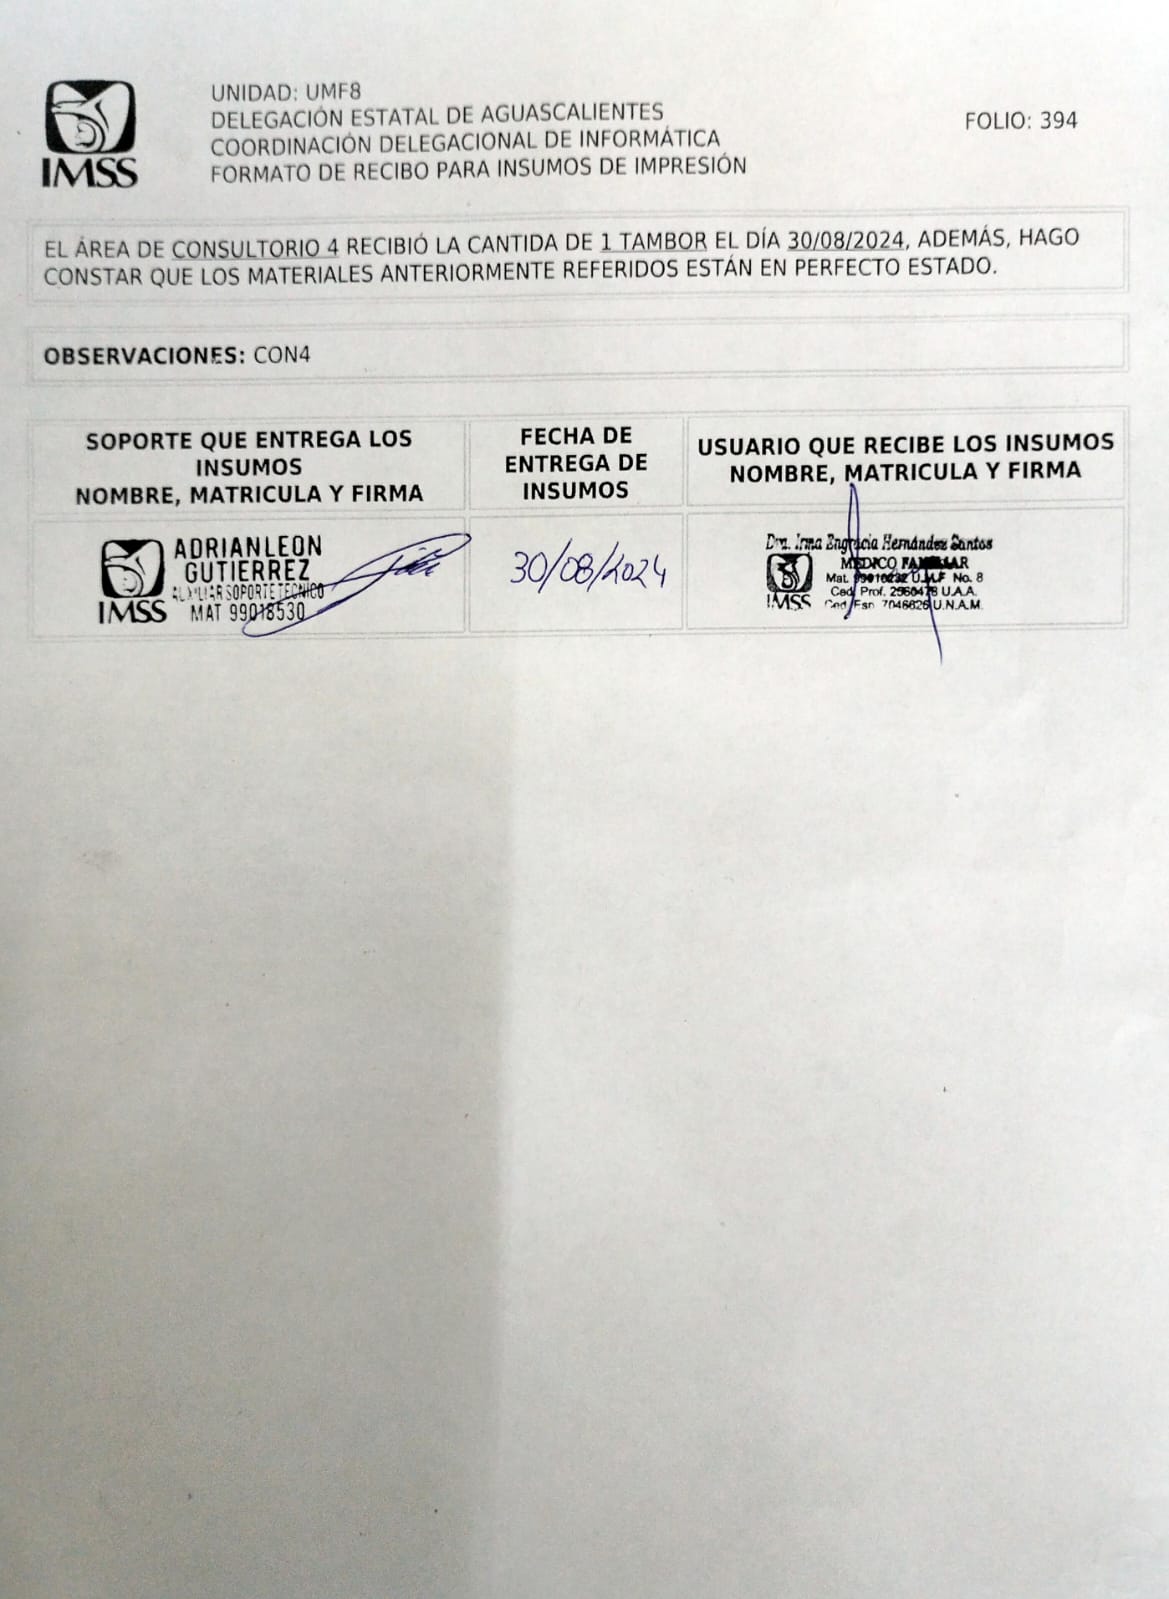 IMSS
UNIDAD: UMF8
DELEGACIÓN ESTATAL DE AGUASCALIENTES
COORDINACIÓN DELEGACIONAL DE INFORMÁTICA
FORMATO DE RECIBO PARA INSUMOS DE IMPRESIÓN
FOLIO: 394
EL ÁREA DE CONSULTORIO 4 RECIBIÓ LA CANTIDA DE 1 TAMBOR EL DÍA 30/08/2024, ADEMÁS, HAGO
CONSTAR QUE LOS MATERIALES ANTERIORMENTE REFERIDOS ESTÁN EN PERFECTO ESTADO.
OBSERVACIONES: CON4
SOPORTE QUE ENTREGA LOS
INSUMOS
NOMBRE, MATRICULA Y FIRMA
FECHA DE
ENTREGA DE
INSUMOS
USUARIO QUE RECIBE LOS INSUMOS
NOMBRE, MATRICULA Y FIRMA
IMSS
ADRIAN LEON
GUTIERREZ
AUXILIAR SOPORTE TECNICO
MAT 99018530
30/08/2024
IMSS
Dra. Irma Engracia Hernández Santos
MEDICO FAMILIAR
Mat. U.M.F No. 8
Ced. Prof. U.A.A.
Ced Esp. 7046626 U.N.A.M.